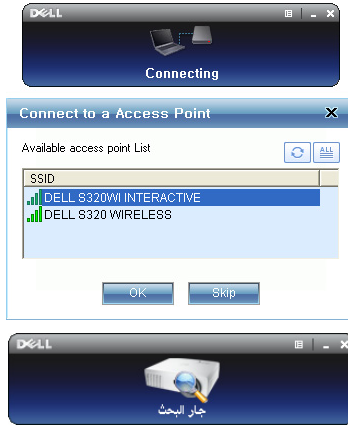 DELL
Connecting
Connect to a Access Point
Available access point List
ALL
SSID
DELL S320WI INTERACTIVE
DELL S320 WIRELESS
OK
Skip
DELL
جار البحث